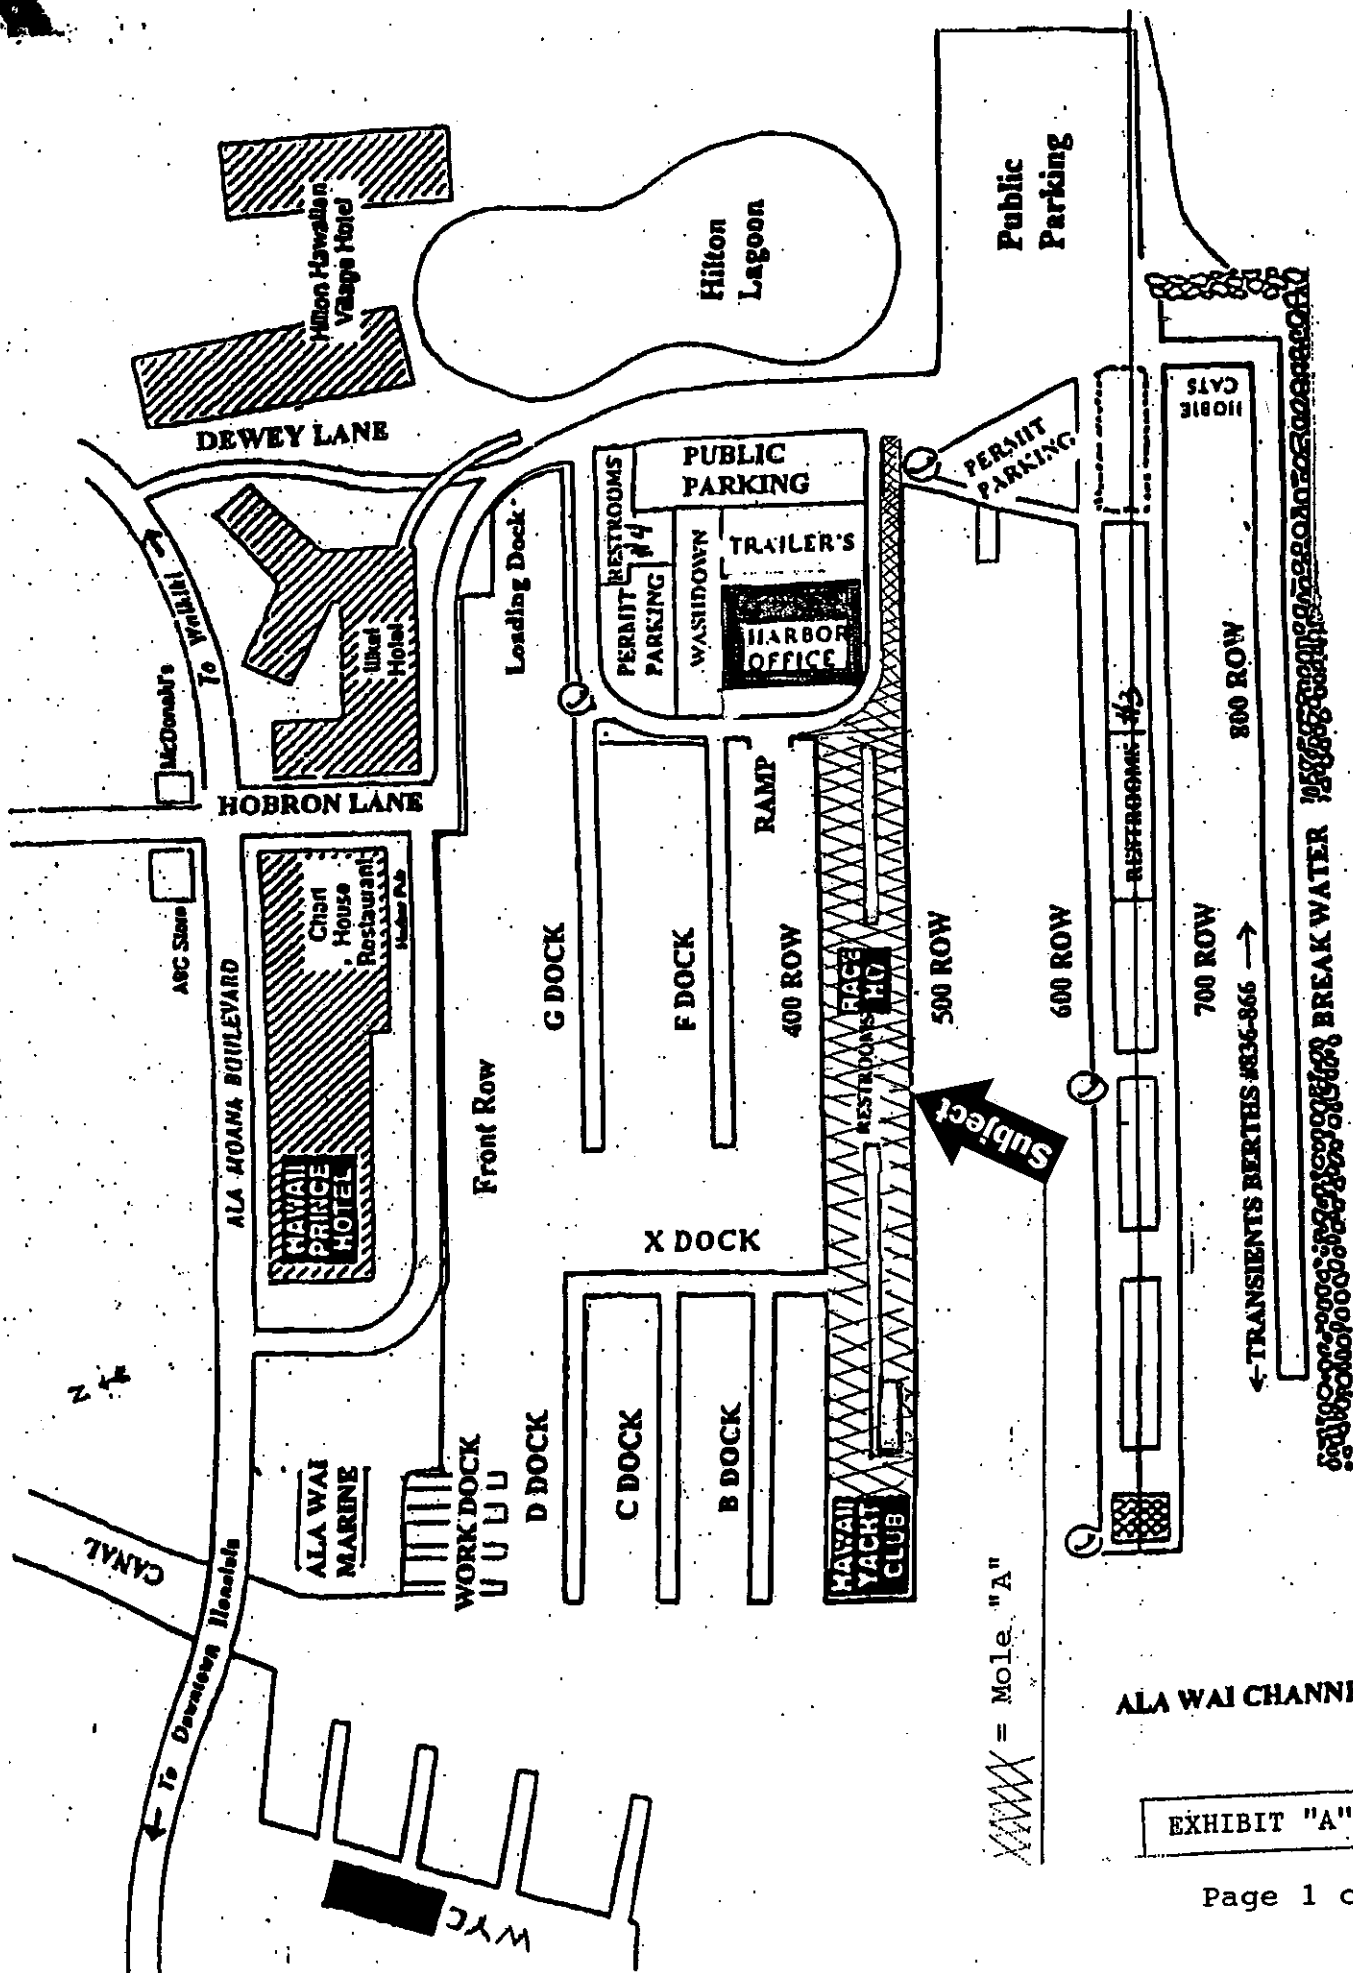 Hilton Hawaiian
Village Hotel
DEWEY LANE
To Waikiki
McDonald's
Ilikai
Hotel
HOBRON LANE
ABC Store
Chart
House
Restaurant
Harbor Pub
ALA MOANA BOULEVARD
HAWAII
PRINCE
HOTEL
N
CANAL
To Downtown Honolulu
ALA WAI
MARINE
WORK DOCK
WYC
Front Row
Loading Dock
Hilton
Lagoon
Public
Parking
RESTROOMS
#4
PUBLIC
PARKING
PERMIT
PARKING
WASHDOWN
TRAILER'S
HARBOR
OFFICE
PERMIT
PARKING
HOBIE
CATS
G DOCK
F DOCK
RAMP
400 ROW
X DOCK
D DOCK
C DOCK
B DOCK
RACE
RESTROOMS
HAWAII
YACHT
CLUB
500 ROW
Subject
600 ROW
RESTROOMS #3
700 ROW
800 ROW
←TRANSIENTS BERTHS #836-866 →
BREAK WATER
= Mole "A"
ALA WAI CHANNE
EXHIBIT "A"
Page 1 o